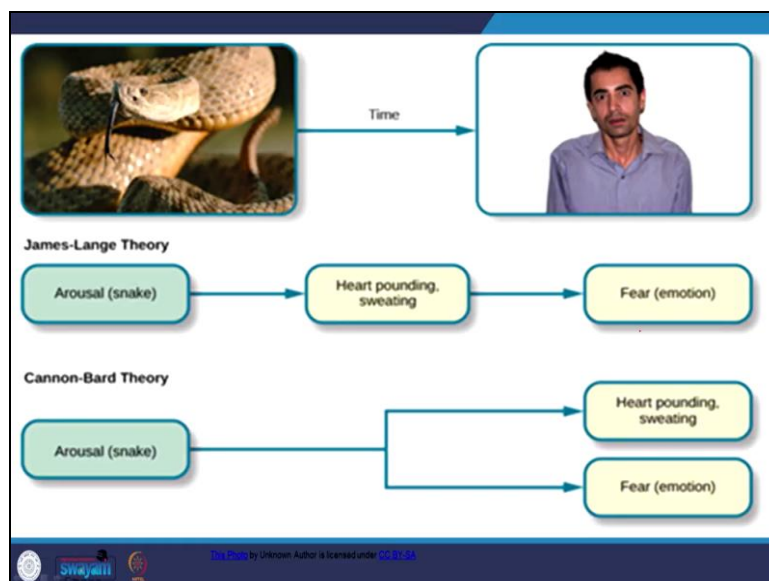 Time
James-Lange Theory
Arousal (snake)
Heart pounding,
sweating
Fear (emotion)
Cannon-Bard Theory
Arousal (snake)
Heart pounding,
sweating
Fear (emotion)
swayam
This Photo by Unknown Author is licensed under CC BY-SA